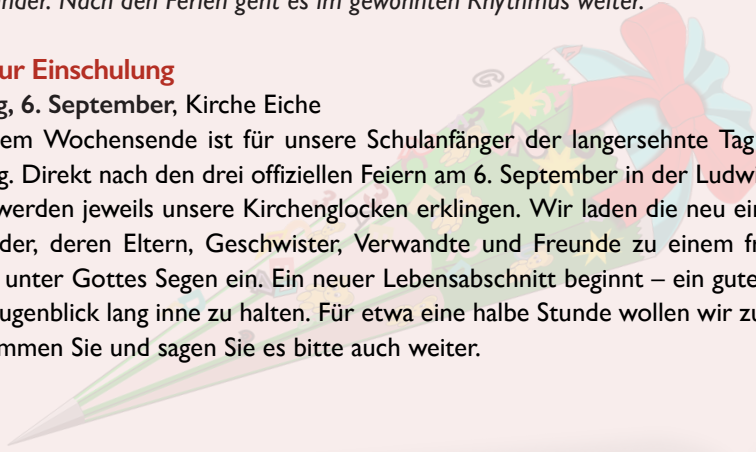 nder. Nach den Ferien geht es im gewohnten Rhythmus weiter.
ur Einschulung
g, 6. September, Kirche Eiche
em Wochensende ist für unsere Schulanfänger der langersehnte Tag
g. Direkt nach den drei offiziellen Feiern am 6. September in der Ludwi
werden jeweils unsere Kirchenglocken erklingen. Wir laden die neu ein
der, deren Eltern, Geschwister, Verwandte und Freunde zu einem fr
unter Gottes Segen ein. Ein neuer Lebensabschnitt beginnt – ein gute
ugenblick lang inne zu halten. Für etwa eine halbe Stunde wollen wir zu
mmen Sie und sagen Sie es bitte auch weiter.